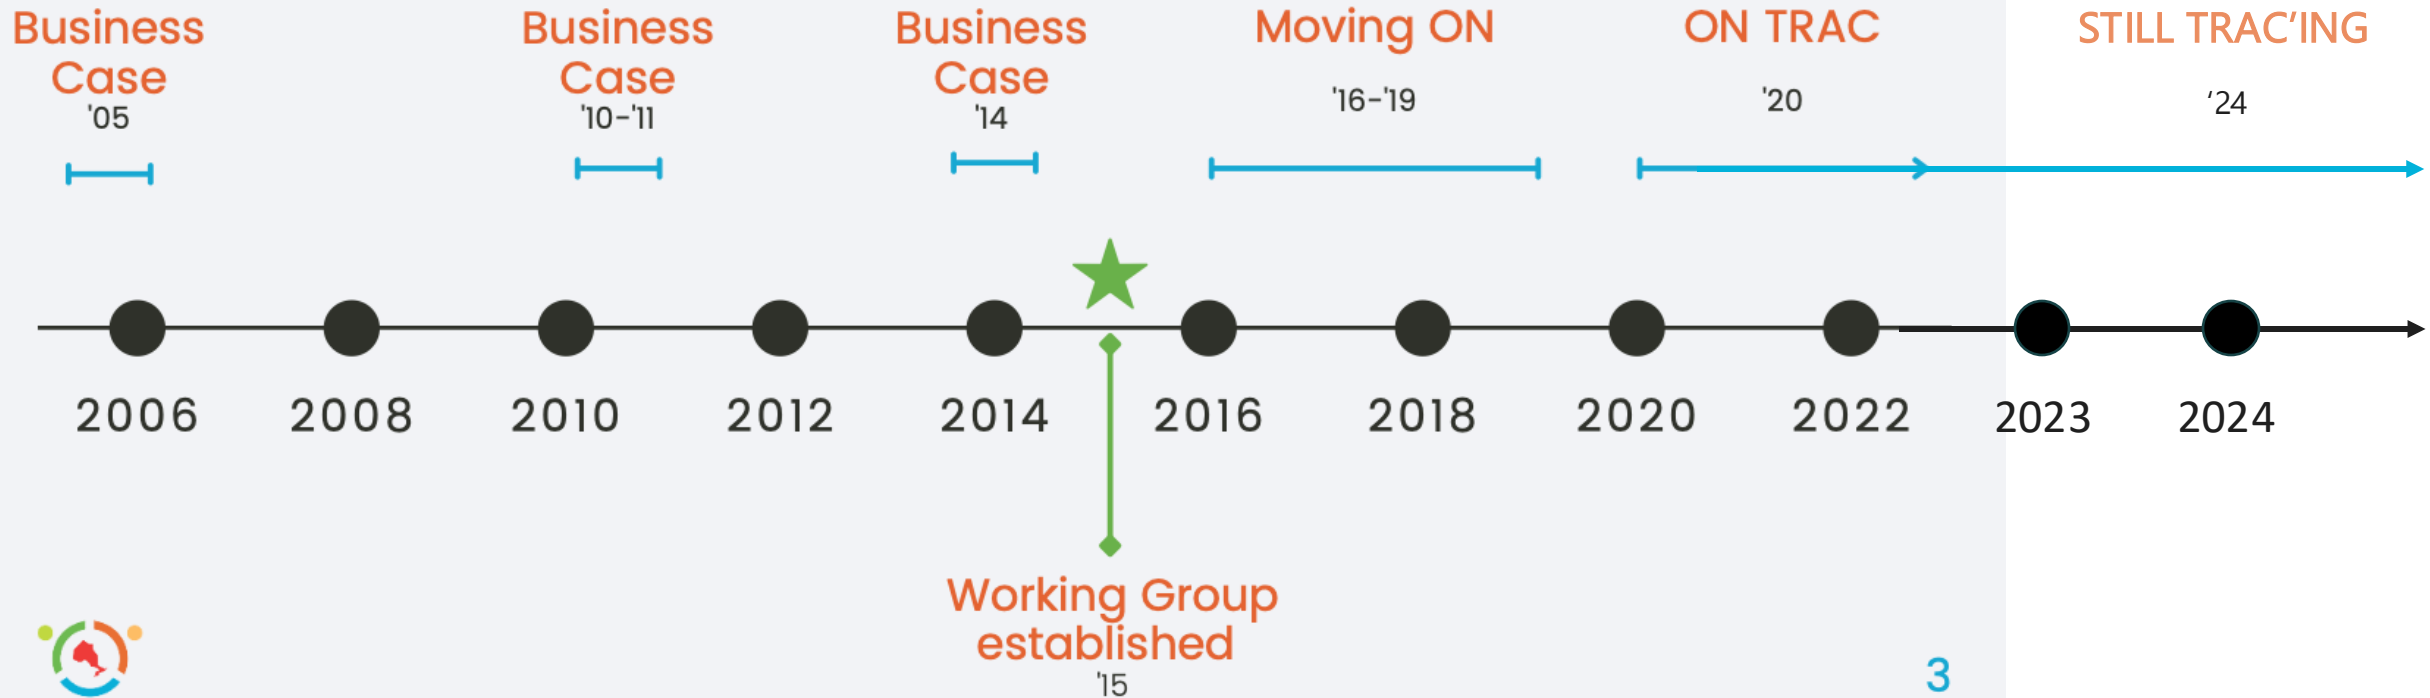 Business
Case
'05
Business
Case
'10-'11
Business
Case
'14
Moving ON
'16-'19
ON TRAC
'20
STILL TRAC’ING
‘24
2006
2008
2010
2012
2014
2016
2018
2020
2022
2023
2024
Working Group
established
'15
3